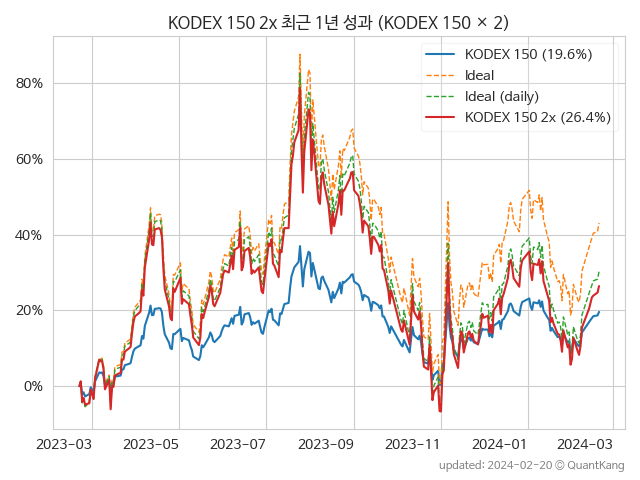 KODEX 150 2x 최근 1년 성과 (KODEX 150 × 2)
KODEX 150 (19.6%)
Ideal
Ideal (daily)
KODEX 150 2x (26.4%)
80%
60%
40%
20%
0%
2023-03 2023-05 2023-07 2023-09 2023-11 2024-01 2024-03
updated: 2024-02-20 © QuantKang